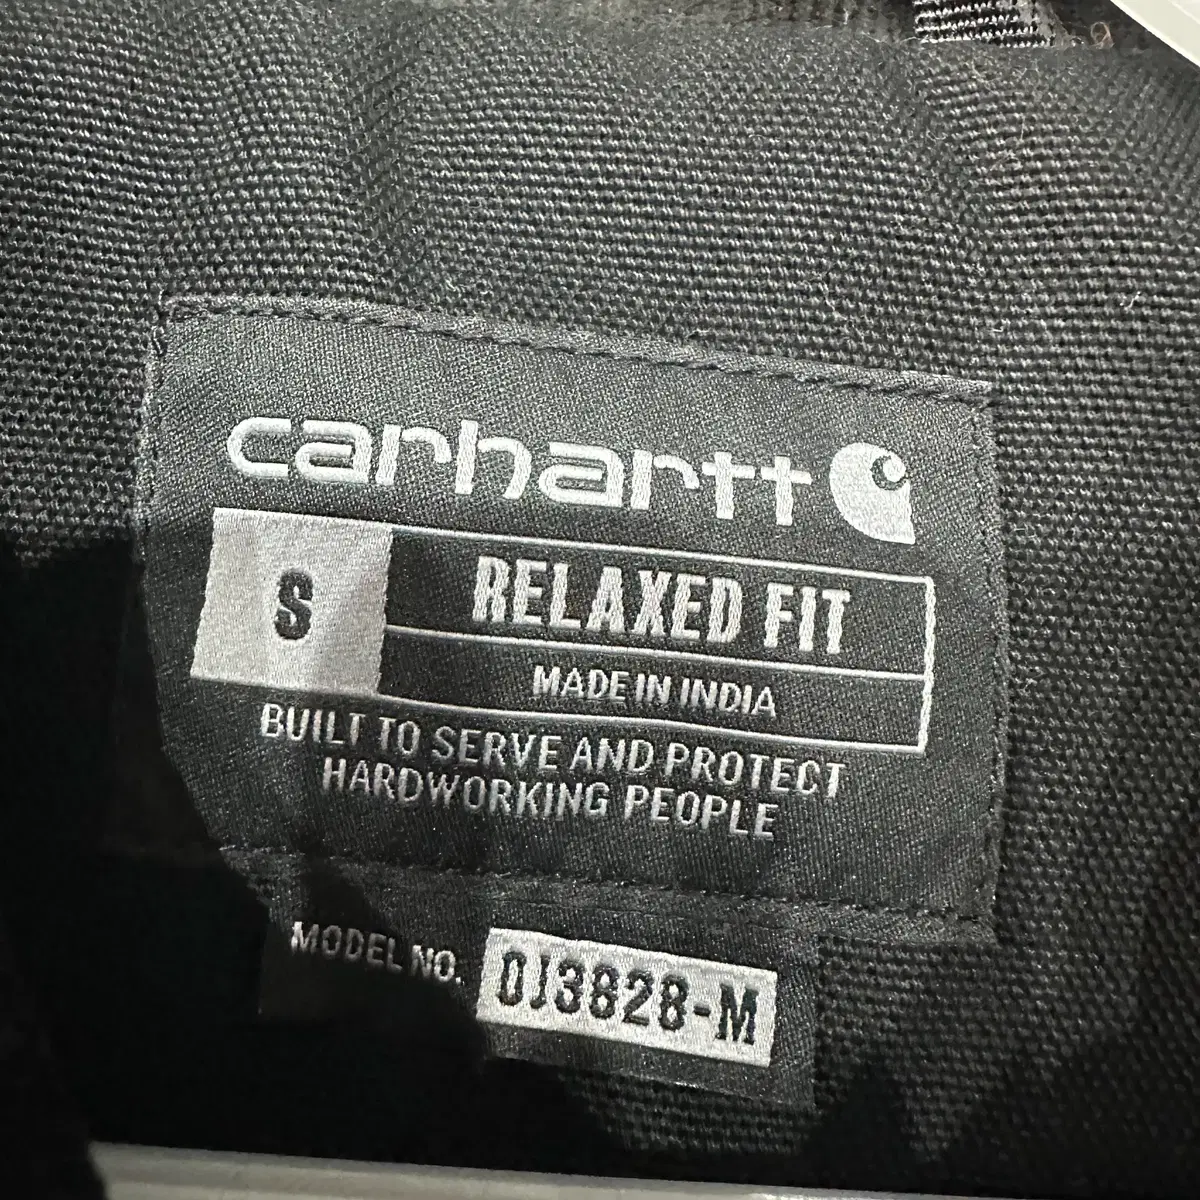 carhartt
S
RELAXED FIT
MADE IN INDIA
BUILT TO SERVE AND PROTECT
HARDWORKING PEOPLE
MODEL NO. OJ3828-M